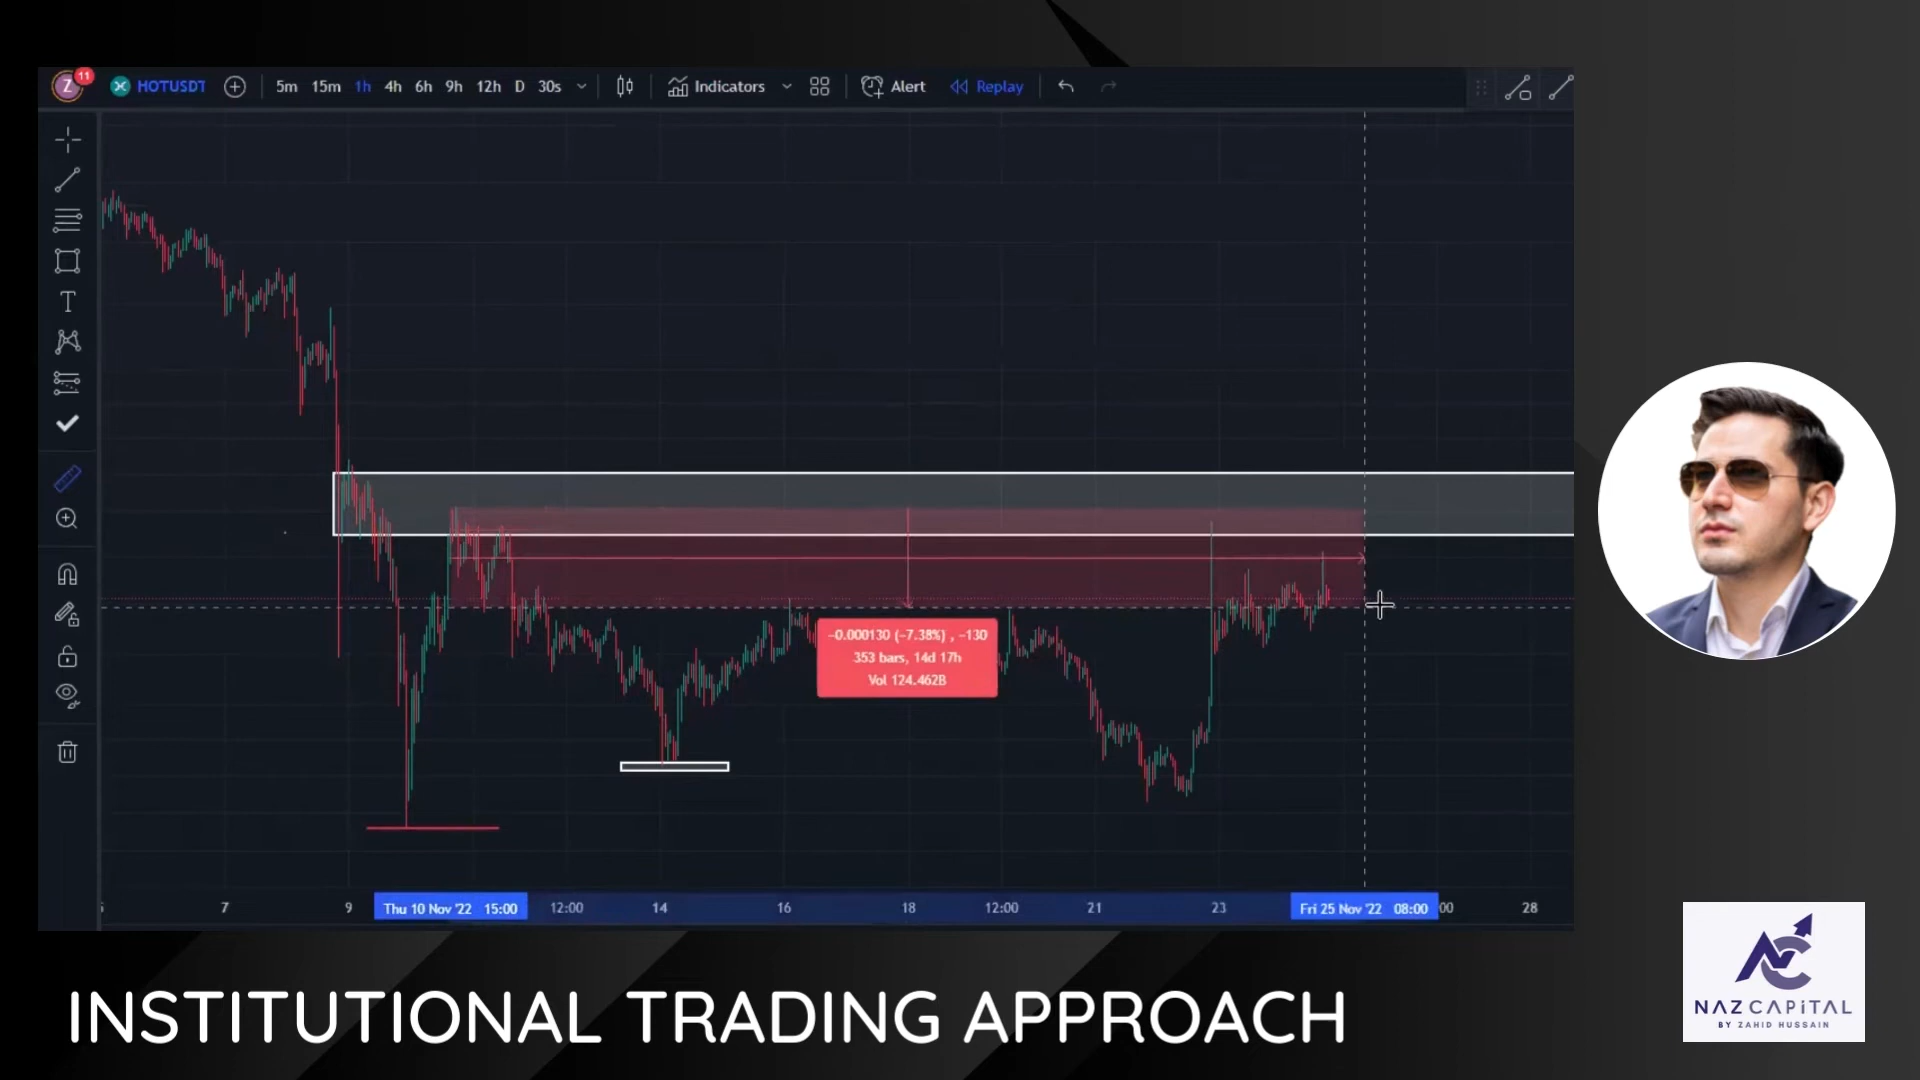 Z 11 HOTUSDT 5m 15m 1h 4h 6h 9h 12h D 30s Indicators Alert Replay
T
-0.000130 (-7.38%) , -130
353 bars, 14d 17h
Vol 124.462B
7 9 Thu 10 Nov '22 15:00 12:00 14 16 18 12:00 21 23 Fri 25 Nov '22 08:00 :00 28
INSTITUTIONAL TRADING APPROACH
NAZCAPITAL
BY ZAHID HUSSAIN